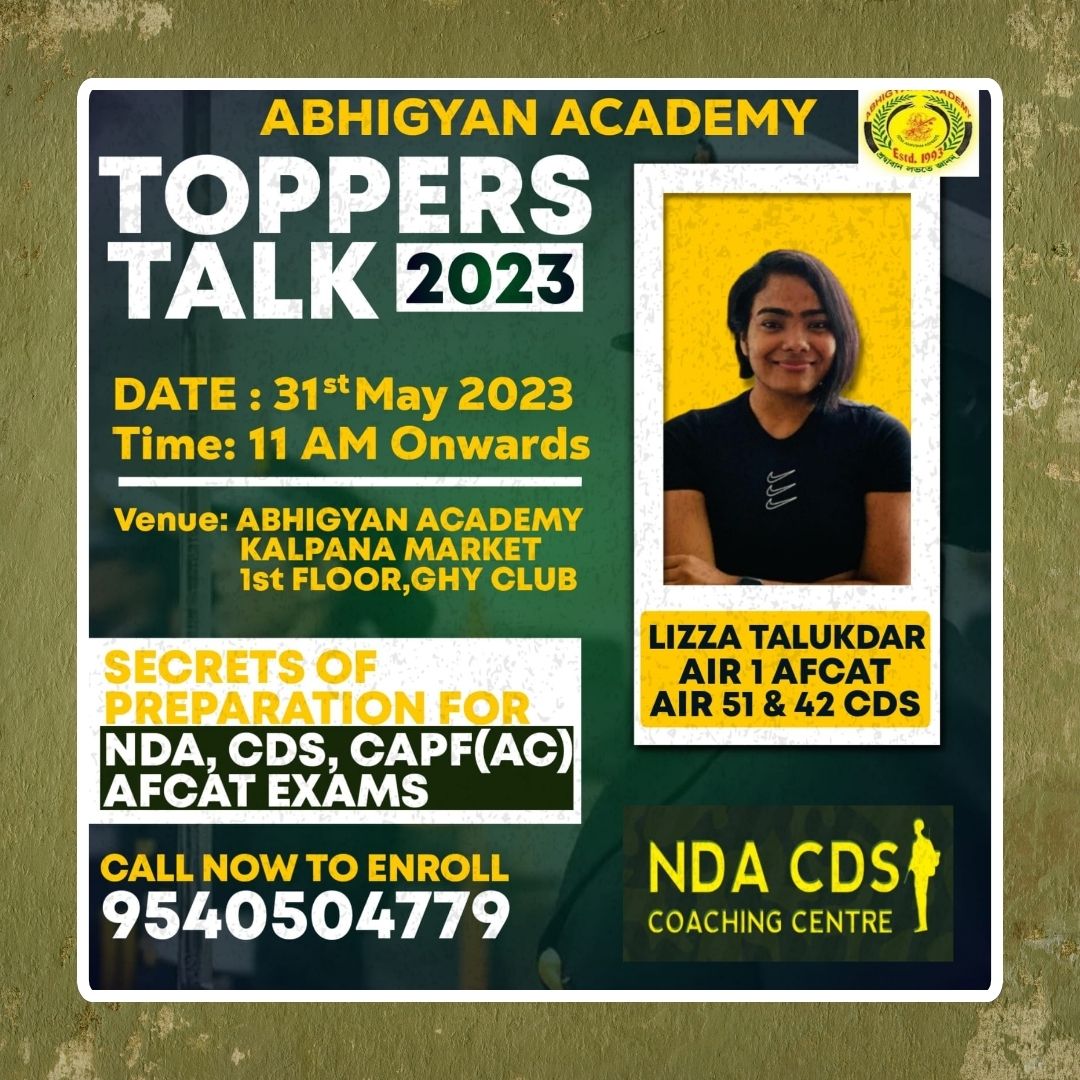 ABHIGYAN ACADEMY
ABHIGYAN ACADEMY
Estd. 1993
TOPPERS
TALK 2023
DATE : 31st May 2023
Time: 11 AM Onwards
Venue: ABHIGYAN ACADEMY
KALPANA MARKET
1st FLOOR,GHY CLUB
LIZZA TALUKDAR
AIR 1 AFCAT
AIR 51 & 42 CDS
SECRETS OF
PREPARATION FOR
NDA, CDS, CAPF(AC)
AFCAT EXAMS
CALL NOW TO ENROLL
9540504779
NDA CDS
COACHING CENTRE